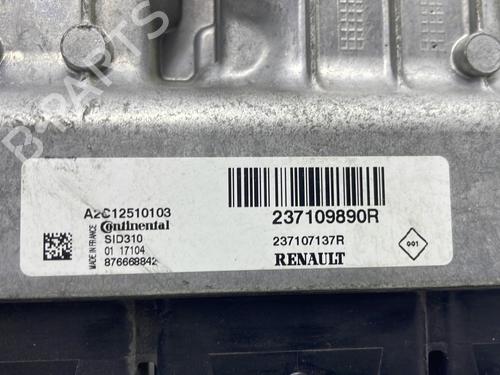 B-PARTS
A2C12510103
Continental
SID310
01 17104
876668842
MADE IN FRANCE
237109890R
237107137R
RENAULT
001